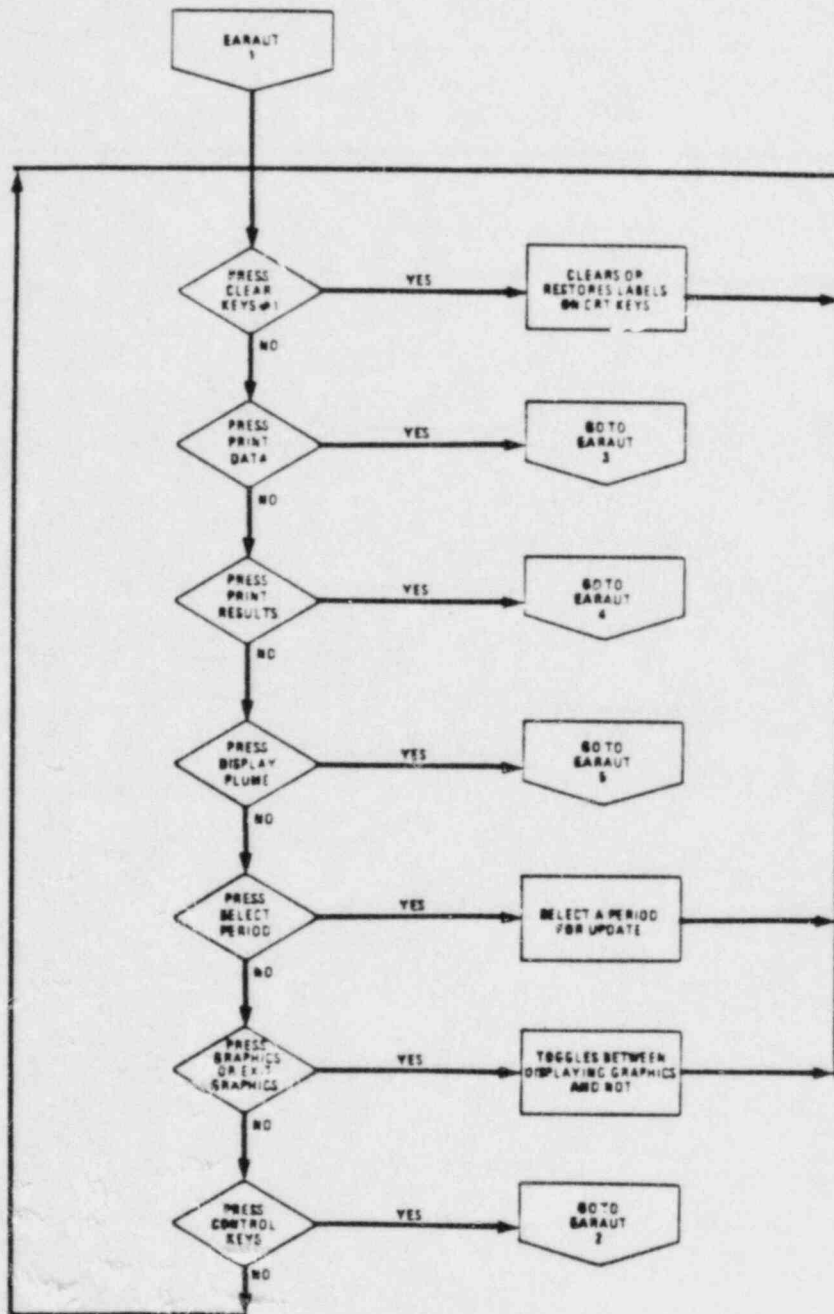 EARAUT
1
PRESS
CLEAR
KEYS #1
YES
CLEARS OR
RESTORES LABELS
ON CRT KEYS
NO
PRESS
PRINT
DATA
YES
GO TO
EARAUT
3
NO
PRESS
PRINT
RESULTS
YES
GO TO
EARAUT
4
NO
PRESS
DISPLAY
PLUME
YES
GO TO
EARAUT
5
NO
PRESS
SELECT
PERIOD
YES
SELECT A PERIOD
FOR UPDATE
NO
PRESS
GRAPHICS
OR EXIT
GRAPHICS
YES
TOGGLES BETWEEN
DISPLAYING GRAPHICS
AND NOT
NO
PRESS
CONTROL
KEYS
YES
GO TO
EARAUT
2
NO